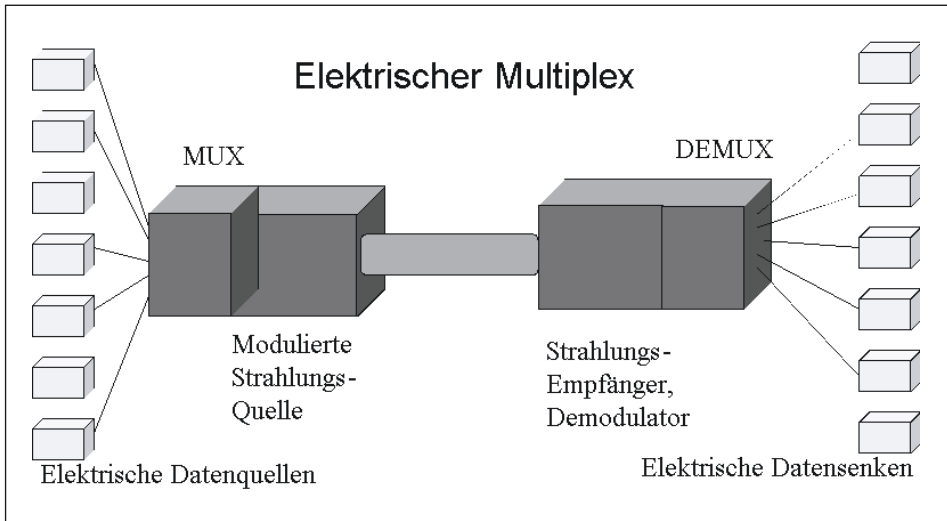 Elektrischer Multiplex
MUX
DEMUX
Modulierte
Strahlungs-
Quelle
Strahlungs-
Empfänger,
Demodulator
Elektrische Datenquellen
Elektrische Datensenken